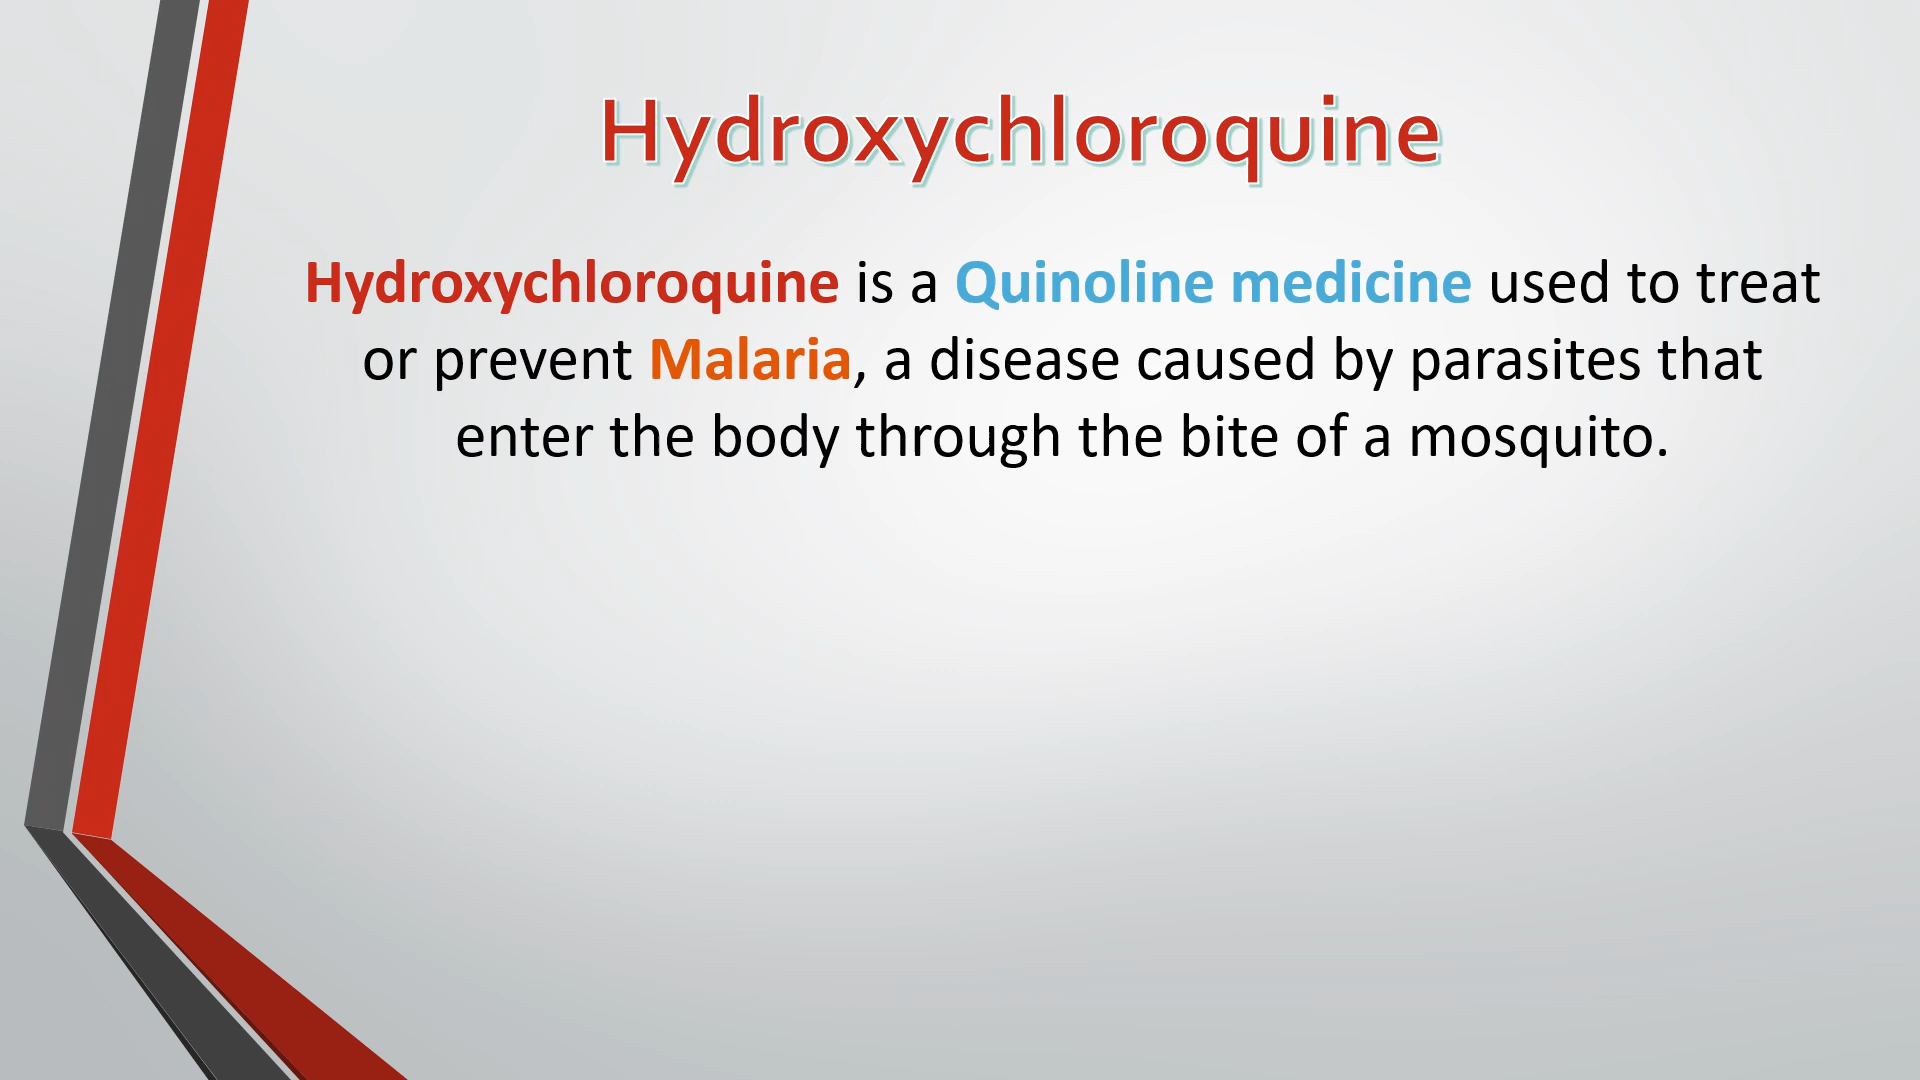 Hydroxychloroquine
Hydroxychloroquine is a Quinoline medicine used to treat
or prevent Malaria, a disease caused by parasites that
enter the body through the bite of a mosquito.